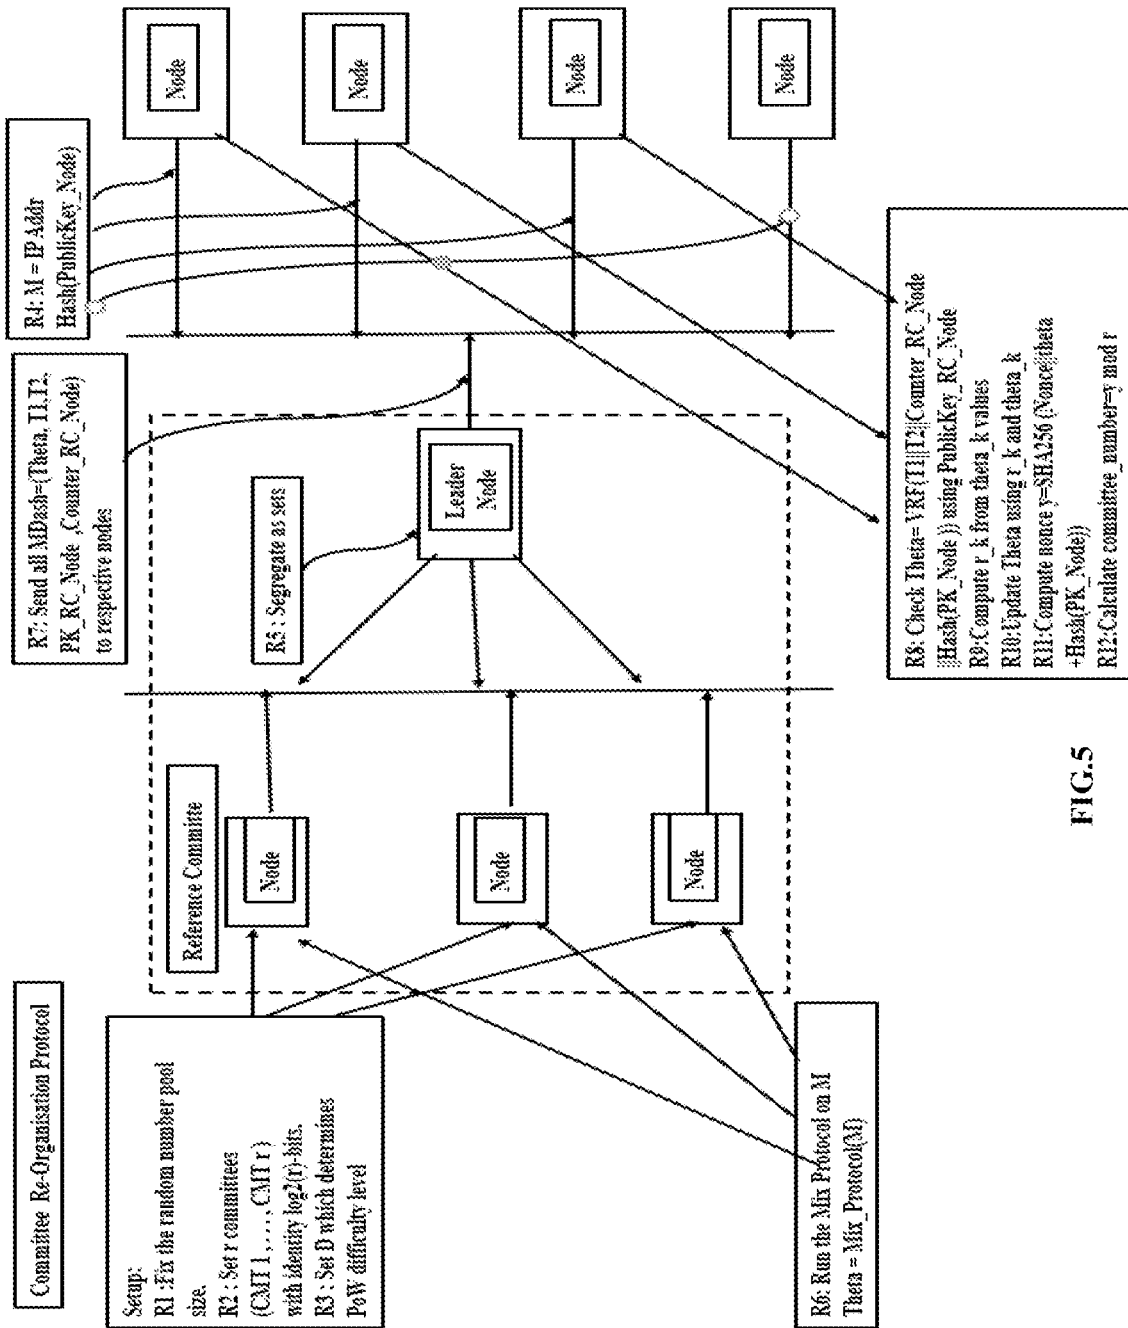 Committee Re-Organisation Protocol
Setup:
R1 :Fix the random number pool
size.
R2 : Set r committees
(CMT 1 ,…, CMT r)
with identity log2(r)-bits.
R3 : Set D which determines
PoW difficulty level
R6: Run the Mix Protocol on M
Theta = Mix_Protocol(M)
Reference Committe
Node
Node
Node
R5 : Segregate as sets
Leader
Node
R7: Send all MDash=(Theta, T1,T2,
PK_RC_Node ,Counter_RC_Node)
to respective nodes
R4: M = IP Addr
Hash(PublicKey_Node)
Node
Node
Node
Node
R8: Check Theta= VRF(T1||T2||Counter_RC_Node
||Hash(PK_Node )) using PublicKey_RC_Node
R9:Compute r_k from theta_k values
R10:Update Theta using r_k and theta_k
R11:Compute nonce y=SHA256 (Nonce||theta
+Hash(PK_Node))
R12:Calculate committee_number=y mod r
FIG.5